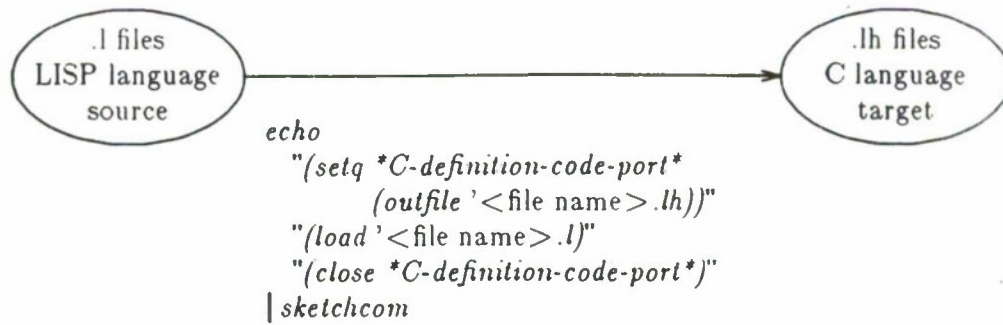 .l files
LISP language
source
.lh files
C language
target
echo
"(setq *C-definition-code-port*
(outfile '<file name>.lh))"
"(load '<file name>.l)"
"(close *C-definition-code-port*)"
| sketchcom